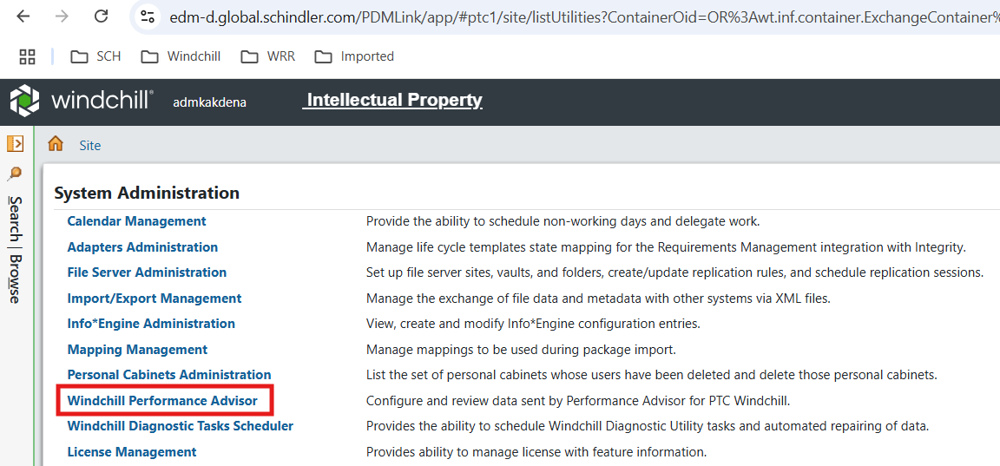 edm-d.global.schindler.com/PDMLink/app/#ptc1/site/listUtilities?ContainerOid=OR%3Awt.inf.container.ExchangeContainer%
SCH Windchill WRR Imported
windchill® admkakdena Intellectual Property
Site
Search | Browse
System Administration
Calendar Management Provide the ability to schedule non-working days and delegate work.
Adapters Administration Manage life cycle templates state mapping for the Requirements Management integration with Integrity.
File Server Administration Set up file server sites, vaults, and folders, create/update replication rules, and schedule replication sessions.
Import/Export Management Manage the exchange of file data and metadata with other systems via XML files.
Info*Engine Administration View, create and modify Info*Engine configuration entries.
Mapping Management Manage mappings to be used during package import.
Personal Cabinets Administration List the set of personal cabinets whose users have been deleted and delete those personal cabinets.
Windchill Performance Advisor Configure and review data sent by Performance Advisor for PTC Windchill.
Windchill Diagnostic Tasks Scheduler Provides the ability to schedule Windchill Diagnostic Utility tasks and automated repairing of data.
License Management Provides ability to manage license with feature information.